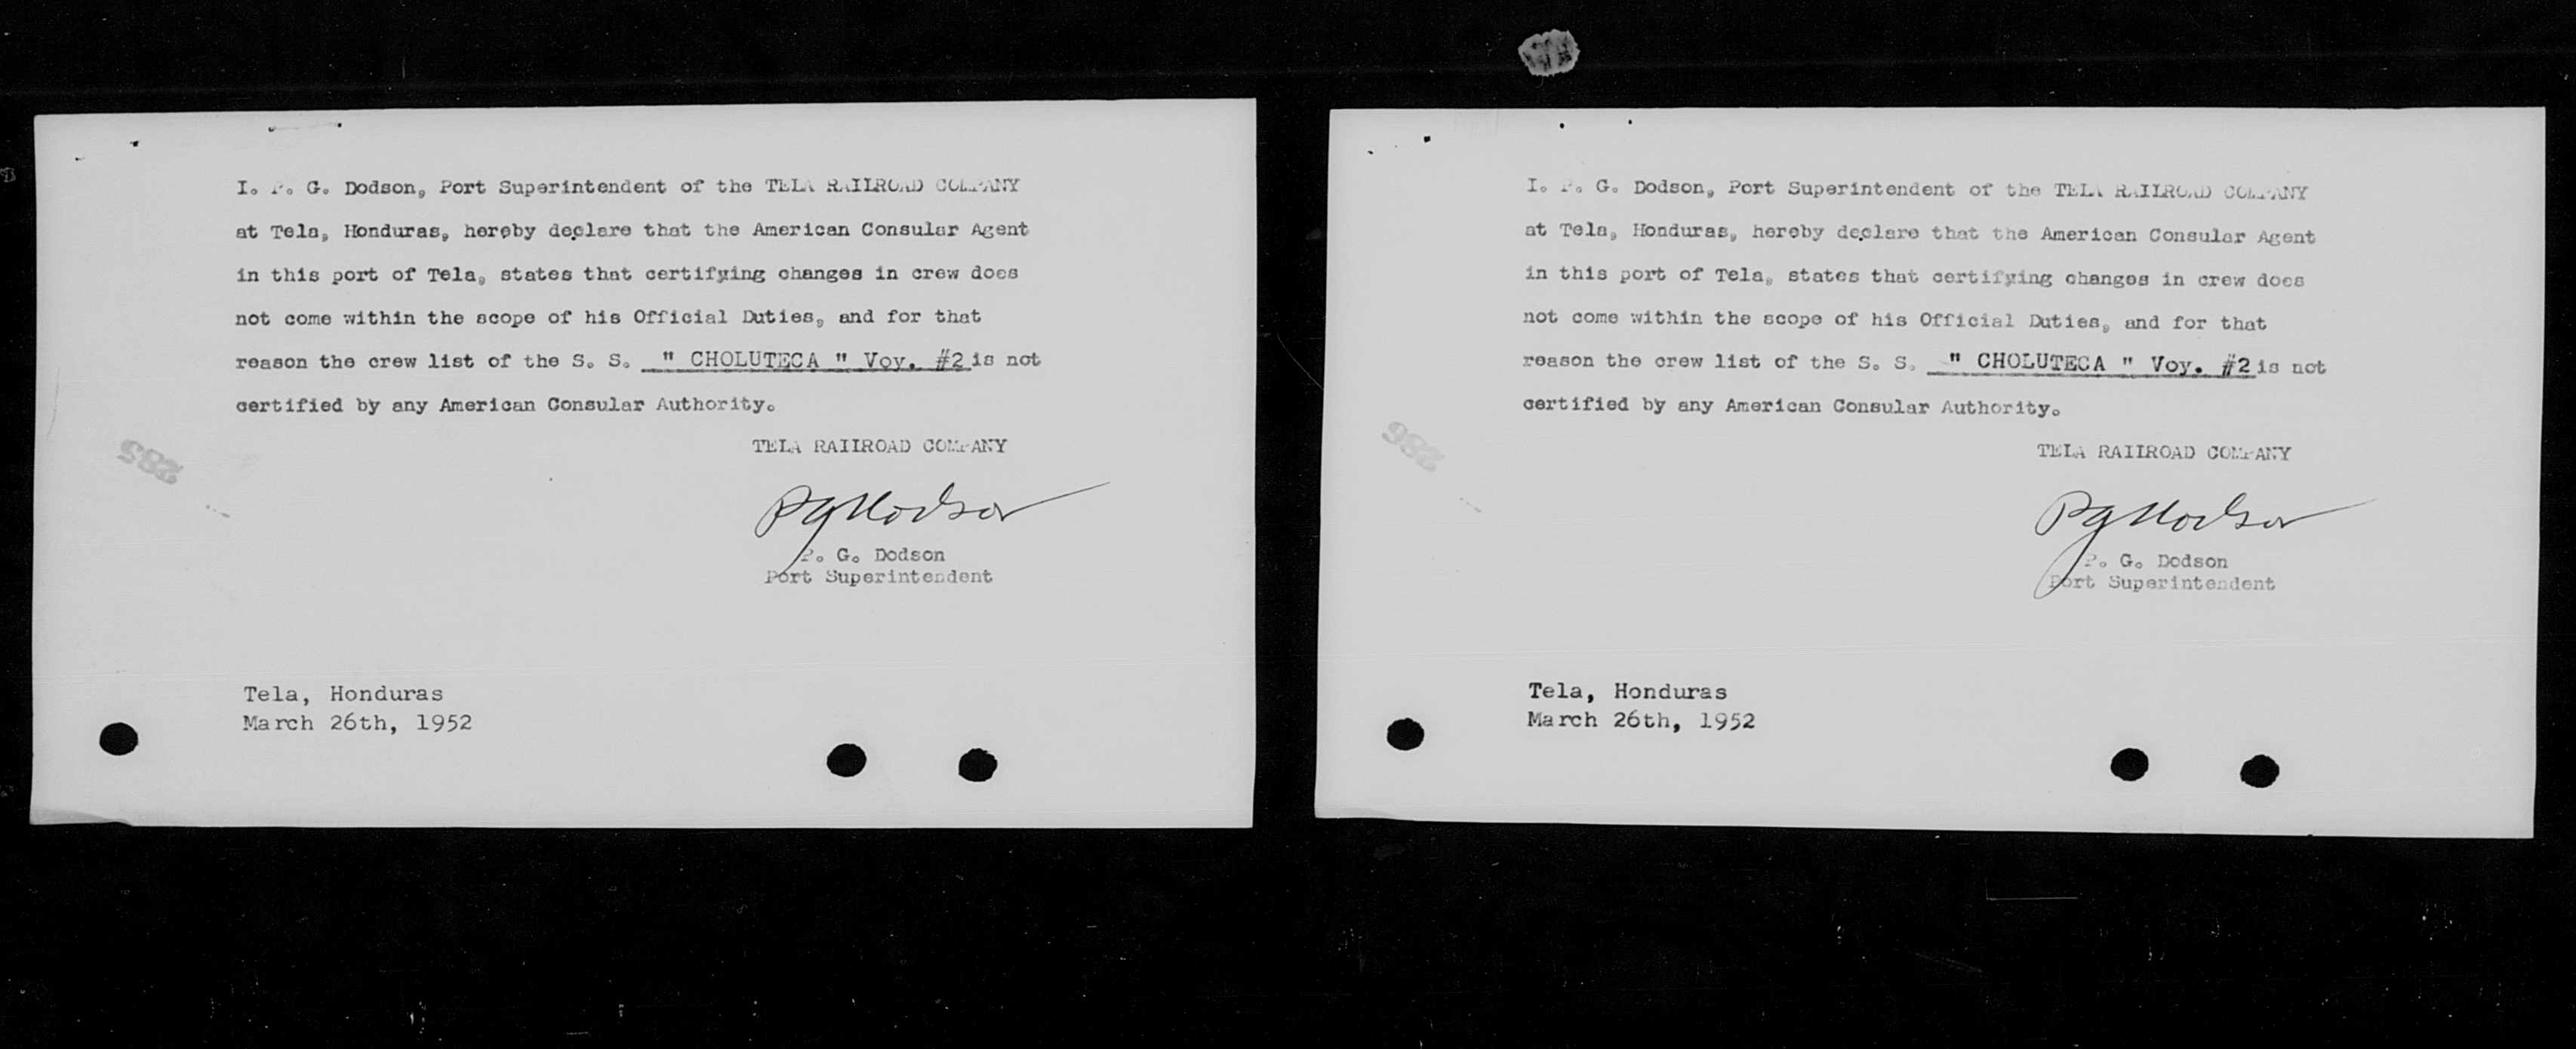 I. P. G. Dodson, Port Superintendent of the TELA RAILROAD COMPANY
at Tela, Honduras, hereby declare that the American Consular Agent
in this port of Tela, states that certifying changes in crew does
not come within the scope of his Official Duties, and for that
reason the crew list of the S. S. " CHOLUTECA " Voy. #2 is not
certified by any American Consular Authority.
285
TELA RAILROAD COMPANY
PG Dodson
P. G. Dodson
Port Superintendent
Tela, Honduras
March 26th, 1952
I. P. G. Dodson, Port Superintendent of the TELA RAILROAD COMPANY
at Tela, Honduras, hereby declare that the American Consular Agent
in this port of Tela, states that certifying changes in crew does
not come within the scope of his Official Duties, and for that
reason the crew list of the S. S. " CHOLUTECA " Voy. #2 is not
certified by any American Consular Authority.
286
TELA RAILROAD COMPANY
PG Dodson
P. G. Dodson
Port Superintendent
Tela, Honduras
March 26th, 1952